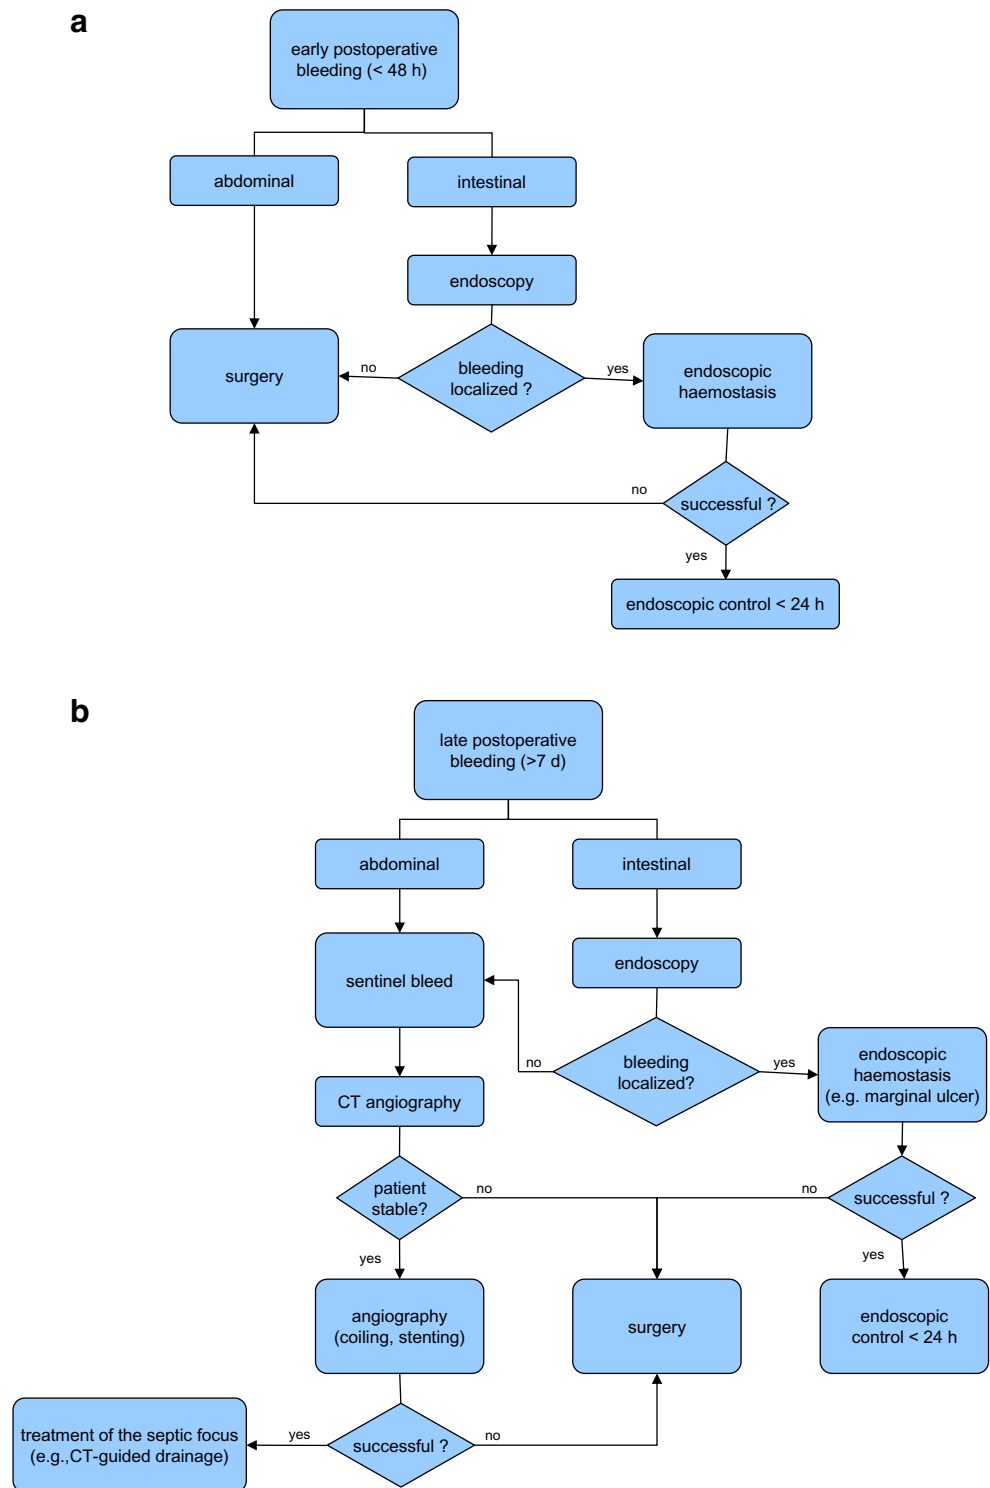 a
early postoperative
bleeding (< 48 h)
abdominal
intestinal
endoscopy
surgery
no
bleeding
localized ?
yes
endoscopic
haemostasis
no
successful ?
yes
endoscopic control < 24 h
b
late postoperative
bleeding (>7 d)
abdominal
intestinal
sentinel bleed
endoscopy
no
bleeding
localized?
yes
endoscopic
haemostasis
(e.g. marginal ulcer)
CT angiography
patient
stable?
no
no
successful ?
yes
yes
angiography
(coiling, stenting)
surgery
endoscopic
control < 24 h
treatment of the septic focus
(e.g.,CT-guided drainage)
yes
successful ?
no